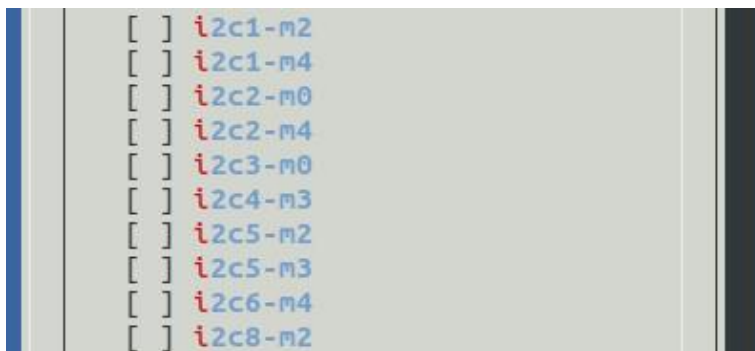 [ ] i2c1-m2
[ ] i2c1-m4
[ ] i2c2-m0
[ ] i2c2-m4
[ ] i2c3-m0
[ ] i2c4-m3
[ ] i2c5-m2
[ ] i2c5-m3
[ ] i2c6-m4
[ ] i2c8-m2